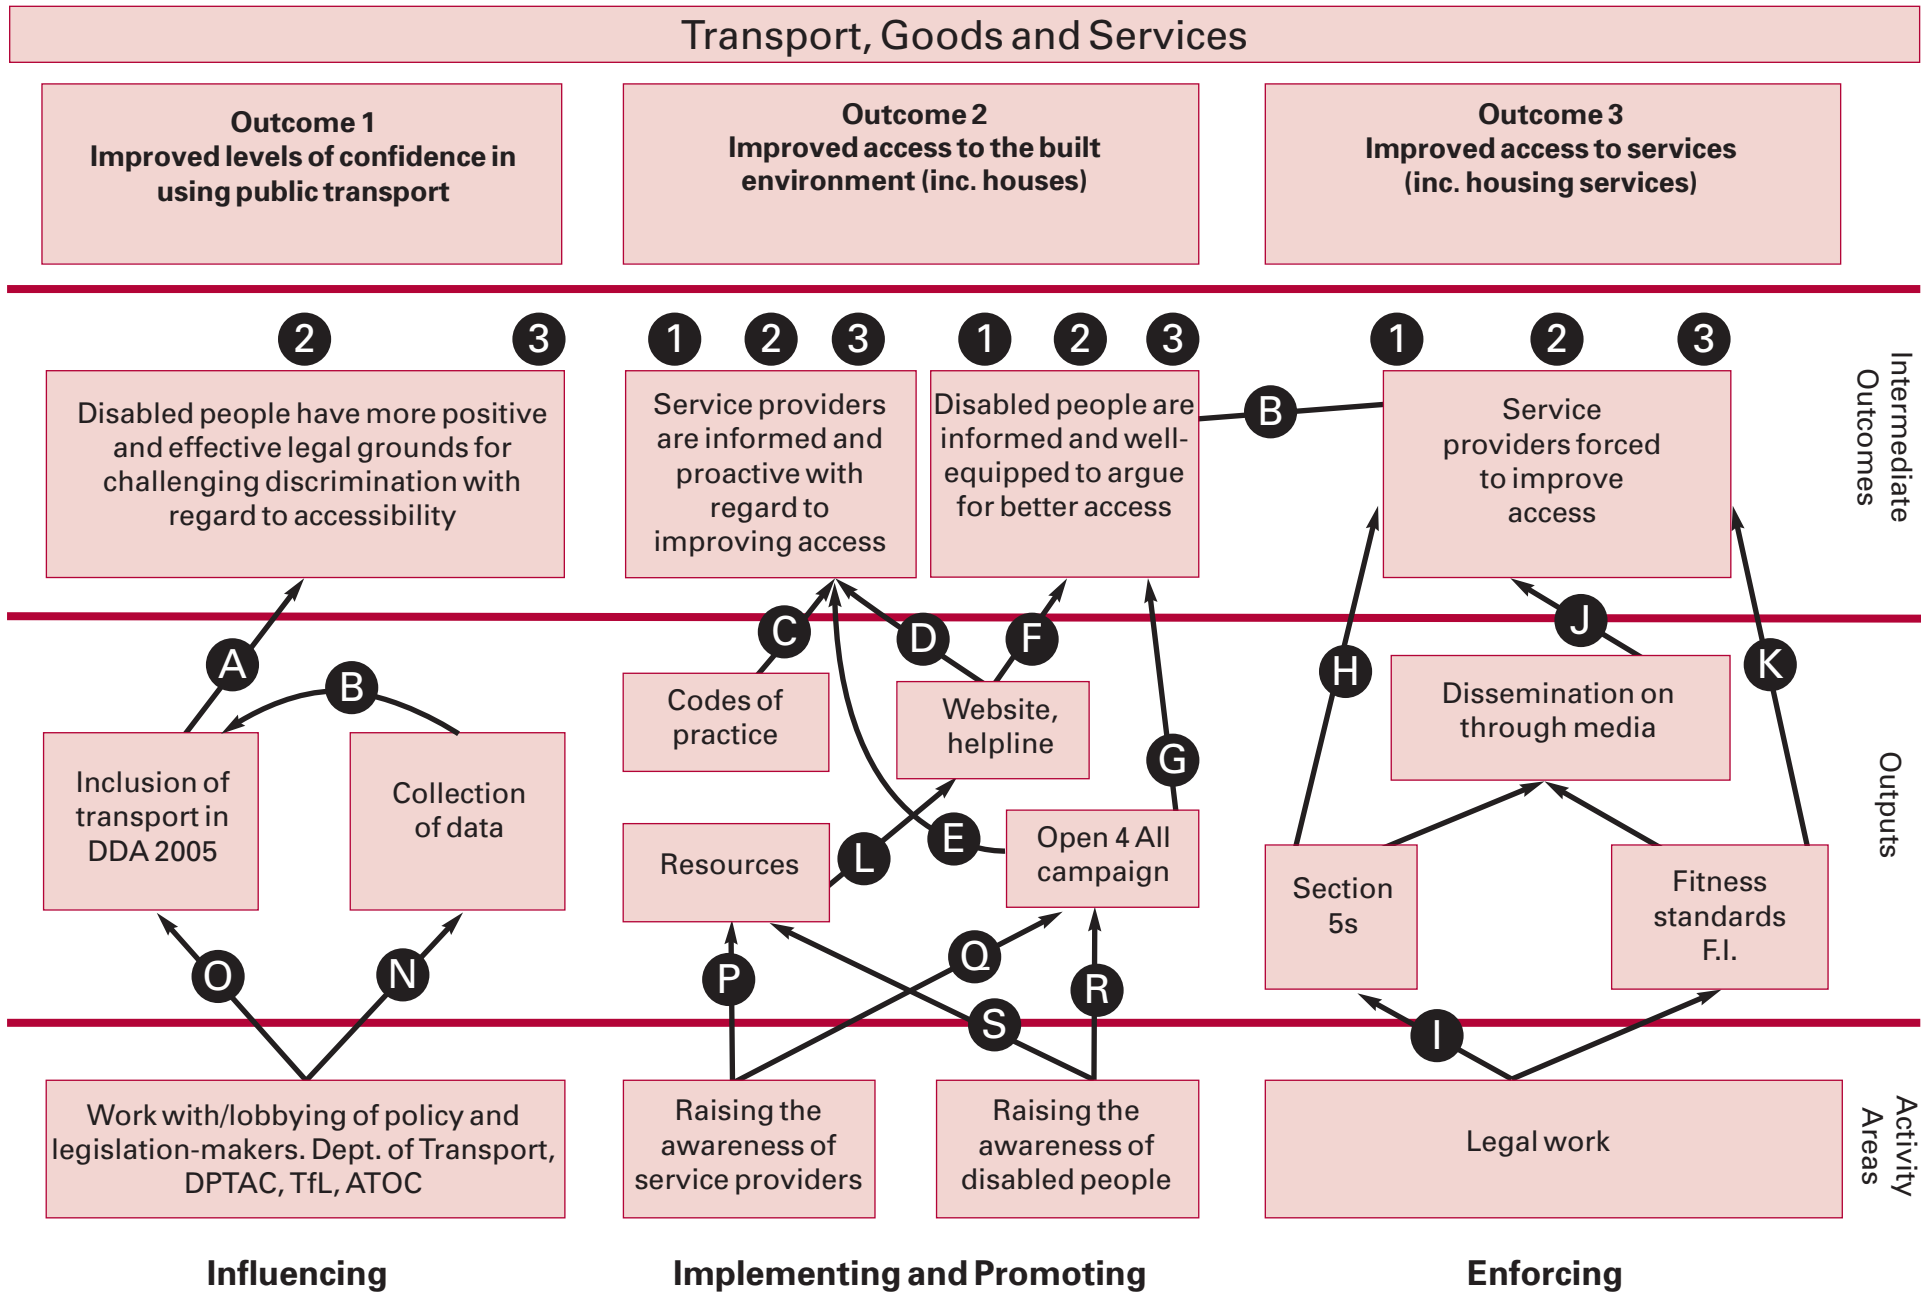 Transport, Goods and Services
Outcome 1
Improved levels of confidence in
using public transport
Outcome 2
Improved access to the built
environment (inc. houses)
Outcome 3
Improved access to services
(inc. housing services)
2
3
1
2
3
1
2
3
1
2
3
Disabled people have more positive
and effective legal grounds for
challenging discrimination with
regard to accessibility
Service providers
are informed and
proactive with
regard to
improving access
Disabled people are
informed and well-
equipped to argue
for better access
B
Service
providers forced
to improve
access
Intermediate
Outcomes
A
B
C
D
F
G
H
J
K
Inclusion of
transport in
DDA 2005
Collection
of data
Codes of
practice
Website,
helpline
Dissemination on
through media
Resources
L
E
Open 4 All
campaign
Section
5s
Fitness
standards
F.I.
Outputs
O
N
P
Q
S
R
I
Work with/lobbying of policy and
legislation-makers. Dept. of Transport,
DPTAC, TfL, ATOC
Raising the
awareness of
service providers
Raising the
awareness of
disabled people
Legal work
Activity
Areas
Influencing
Implementing and Promoting
Enforcing